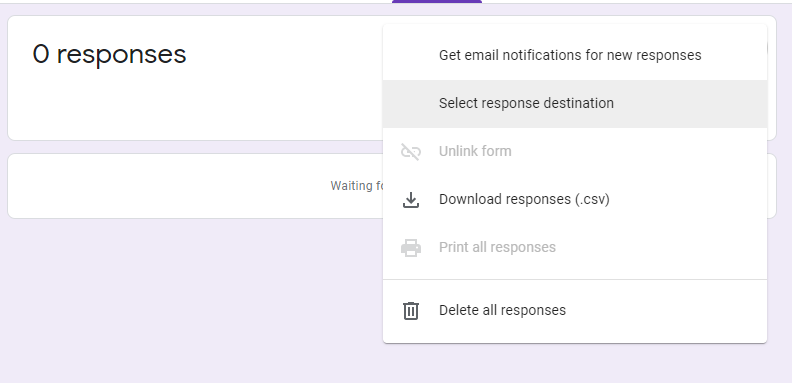 0 responses
Get email notifications for new responses
Select response destination
Unlink form
Waiting
Download responses (.csv)
Print all responses
Delete all responses